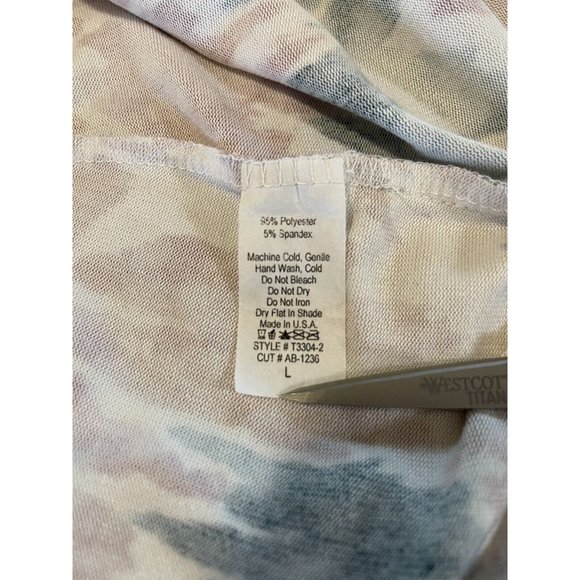 95% Polyester
5% Spandex
Machine Cold, Gentle
Hand Wash, Cold
Do Not Bleach
Do Not Dry
Do Not Iron
Dry Flat In Shade
Made In U.S.A.
STYLE # T3304-2
CUT # AB-1236
L
WESTCOT
TITAN